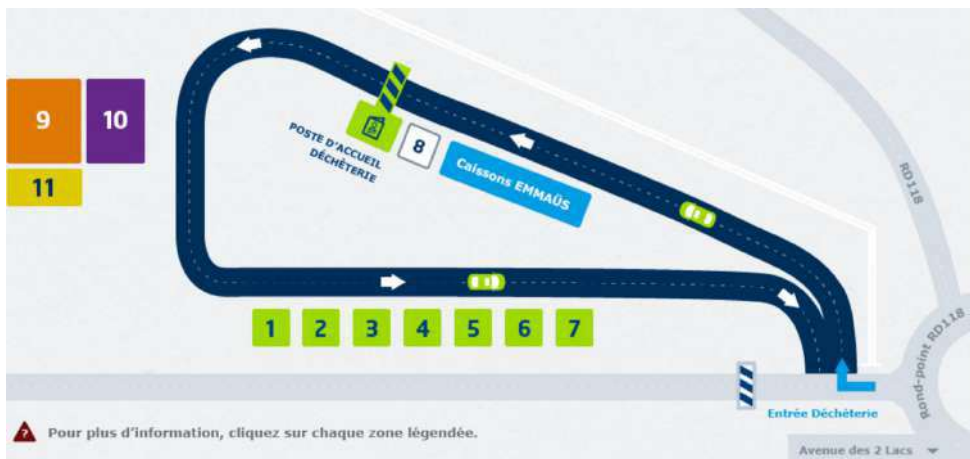 9
10
11
POSTE D'ACCUEIL
DÉCHÈTERIE
8
Caissons EMMAÜS
RD118
1 2 3 4 5 6 7
Rond-point RD118
Entrée Déchèterie
? Pour plus d'information, cliquez sur chaque zone légendée.
Avenue des 2 Lacs